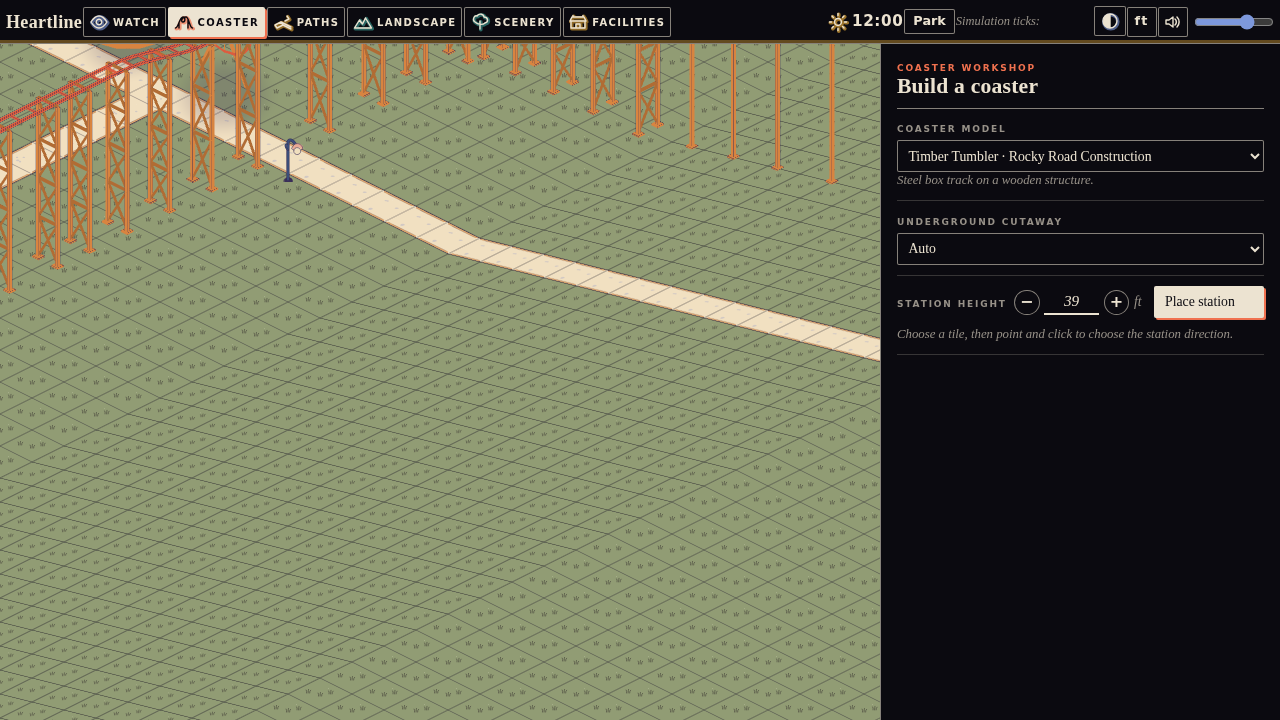 Heartline WATCH COASTER PATHS LANDSCAPE SCENERY FACILITIES 12:00 Park Simulation ticks: ft
COASTER WORKSHOP
Build a coaster
COASTER MODEL
Timber Tumbler · Rocky Road Construction
Steel box track on a wooden structure.
UNDERGROUND CUTAWAY
Auto
STATION HEIGHT − 39 + ft Place station
Choose a tile, then point and click to choose the station direction.